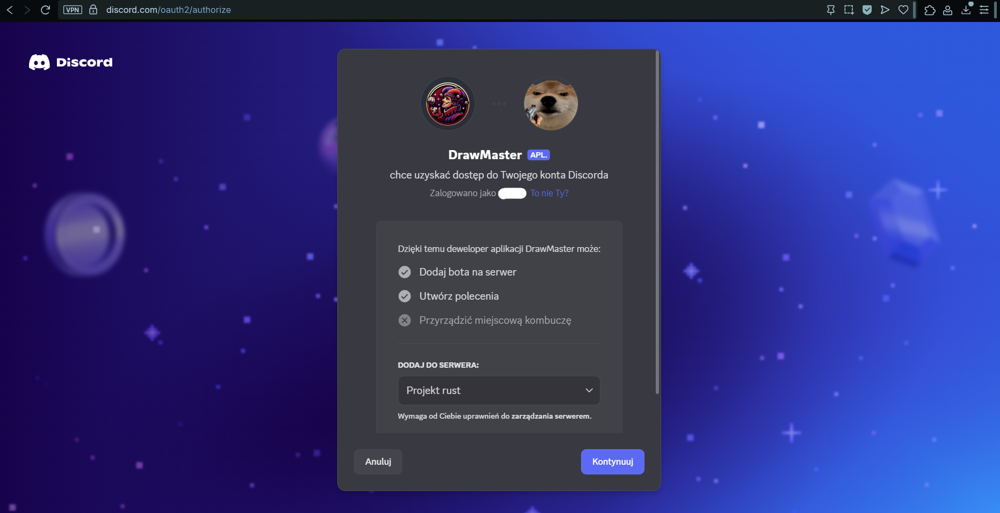 VPN
discord.com/oauth2/authorize
Discord
DrawMaster APL.
chce uzyskać dostęp do Twojego konta Discorda
Zalogowano jako To nie Ty?
Dzięki temu deweloper aplikacji DrawMaster może:
Dodaj bota na serwer
Utwórz polecenia
Przyrządzić miejscową kombuczę
DODAJ DO SERWERA:
Projekt rust
Wymaga od Ciebie uprawnień do zarządzania serwerem.
Anuluj
Kontynuuj